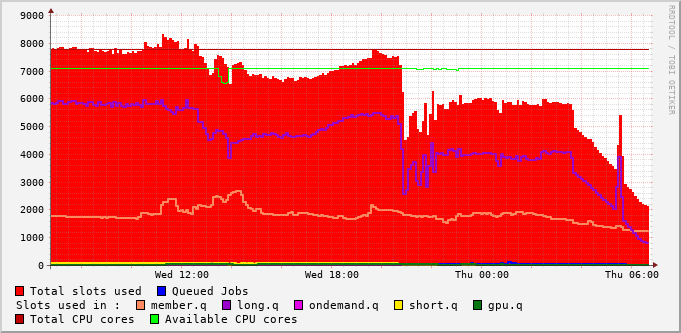 9000
8000
7000
6000
5000
4000
3000
2000
1000
0
Wed 12:00 Wed 18:00 Thu 00:00 Thu 06:00
Total slots used Queued Jobs
Slots used in : member.q long.q ondemand.q short.q gpu.q
Total CPU cores Available CPU cores
RRDTOOL / TOBI OETIKER